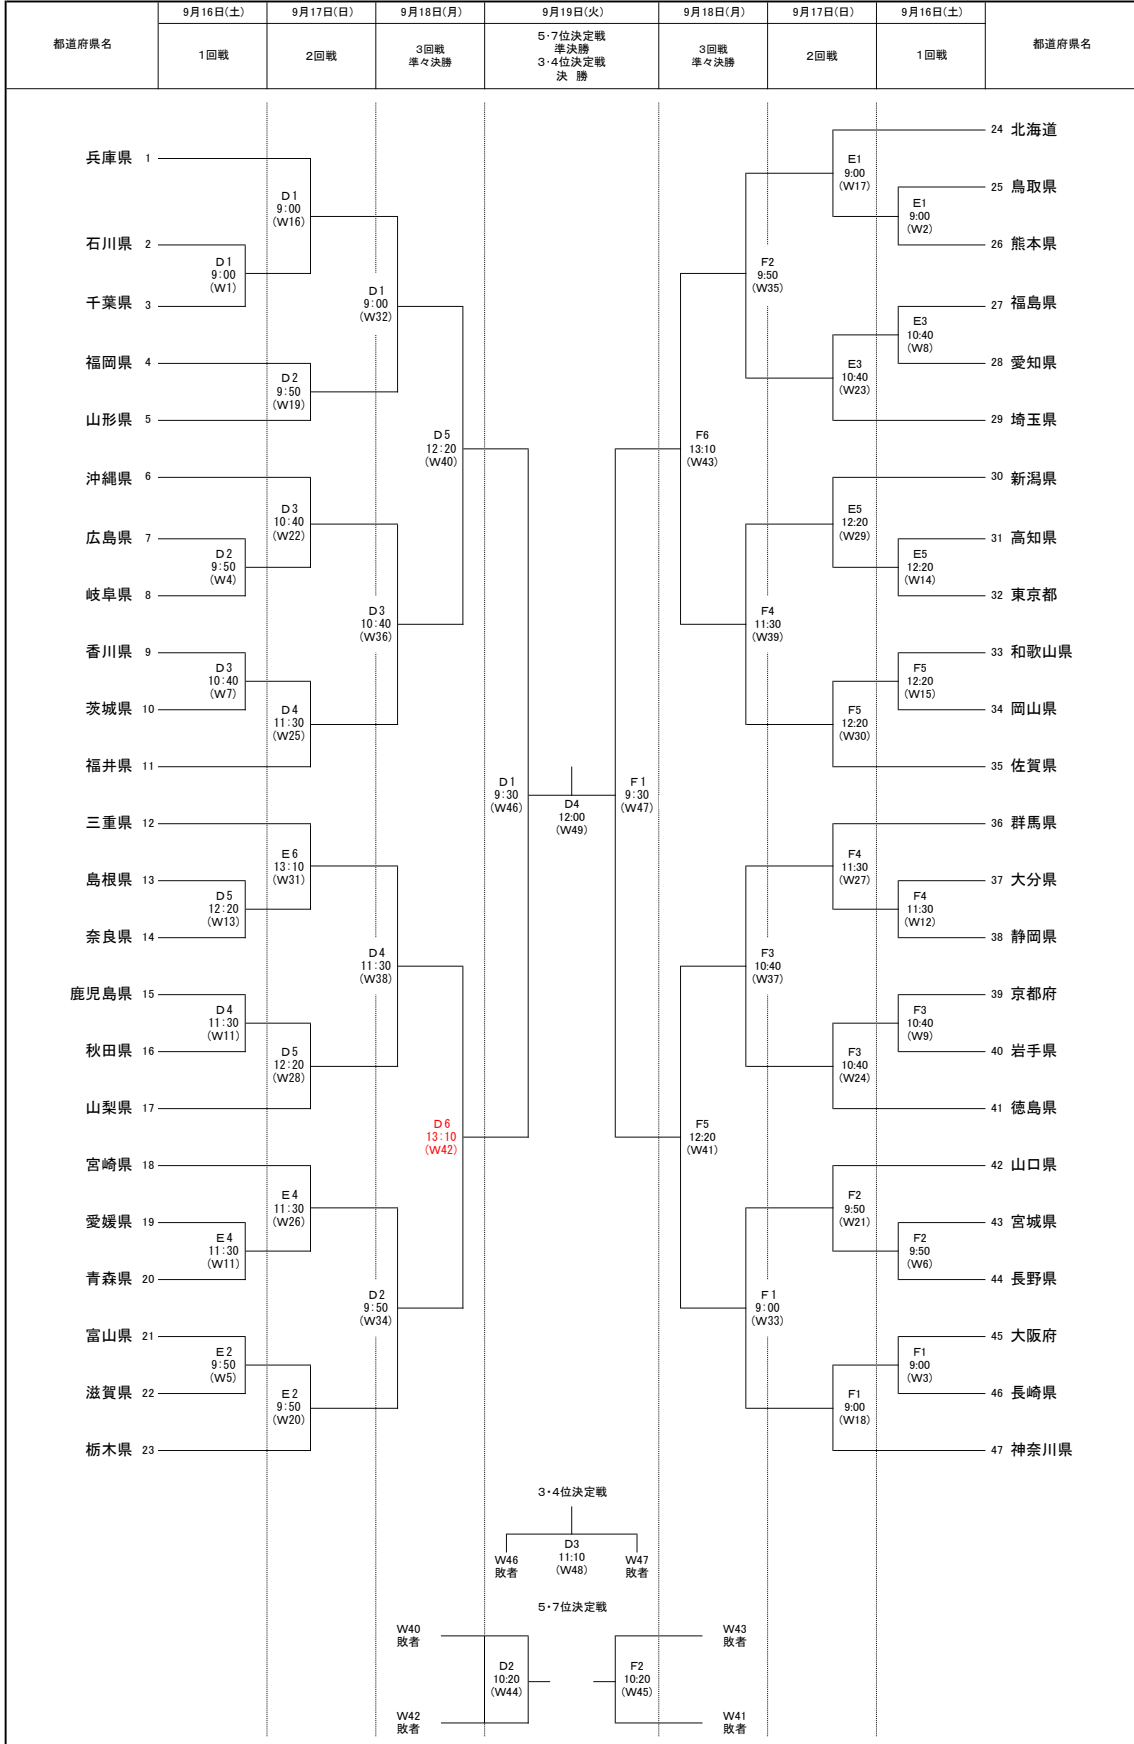 都道府県名
9月16日(土)
9月17日(日)
9月18日(月)
9月19日(火)
9月18日(月)
9月17日(日)
9月16日(土)
都道府県名
1回戦
2回戦
3回戦
準々決勝
5・7位決定戦
準決勝
3・4位決定戦
決 勝
3回戦
準々決勝
2回戦
1回戦
兵庫県 1
石川県 2
千葉県 3
福岡県 4
山形県 5
沖縄県 6
広島県 7
岐阜県 8
香川県 9
茨城県 10
福井県 11
三重県 12
島根県 13
奈良県 14
鹿児島県 15
秋田県 16
山梨県 17
宮崎県 18
愛媛県 19
青森県 20
富山県 21
滋賀県 22
栃木県 23
D1
9:00
(W1)
D2
9:50
(W4)
D3
10:40
(W7)
D5
12:20
(W13)
D4
11:30
(W11)
E4
11:30
(W11)
E2
9:50
(W5)
D1
9:00
(W16)
D2
9:50
(W19)
D3
10:40
(W22)
D4
11:30
(W25)
E6
13:10
(W31)
D5
12:20
(W28)
E4
11:30
(W26)
E2
9:50
(W20)
D1
9:00
(W32)
D3
10:40
(W36)
D4
11:30
(W38)
D2
9:50
(W34)
D5
12:20
(W40)
D6
13:10
(W42)
D1
9:30
(W46)
D4
12:00
(W49)
F1
9:30
(W47)
F6
13:10
(W43)
F5
12:20
(W41)
F2
9:50
(W35)
F4
11:30
(W39)
F3
10:40
(W37)
F1
9:00
(W33)
E1
9:00
(W17)
E3
10:40
(W23)
E5
12:20
(W29)
F5
12:20
(W30)
F4
11:30
(W27)
F3
10:40
(W24)
F2
9:50
(W21)
F1
9:00
(W18)
E1
9:00
(W2)
E3
10:40
(W8)
E5
12:20
(W14)
F5
12:20
(W15)
F4
11:30
(W12)
F3
10:40
(W9)
F2
9:50
(W6)
F1
9:00
(W3)
24 北海道
25 鳥取県
26 熊本県
27 福島県
28 愛知県
29 埼玉県
30 新潟県
31 高知県
32 東京都
33 和歌山県
34 岡山県
35 佐賀県
36 群馬県
37 大分県
38 静岡県
39 京都府
40 岩手県
41 徳島県
42 山口県
43 宮城県
44 長野県
45 大阪府
46 長崎県
47 神奈川県
3・4位決定戦
W46
敗者
D3
11:10
(W48)
W47
敗者
5・7位決定戦
W40
敗者
D2
10:20
(W44)
W42
敗者
W43
敗者
F2
10:20
(W45)
W41
敗者